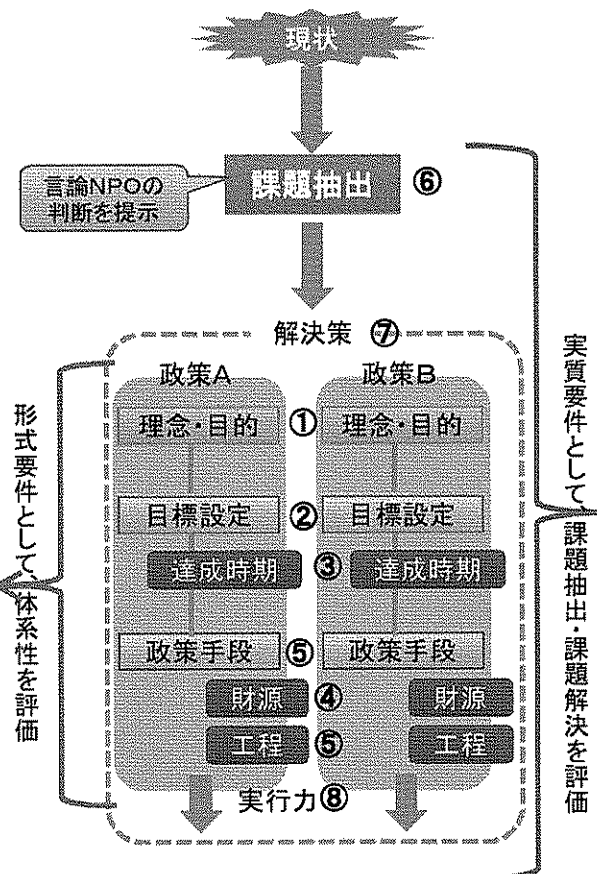 現状
言論NPOの
判断を提示
課題抽出 ⑥
解決策 ⑦
政策A 政策B
理念・目的 ① 理念・目的
目標設定 ② 目標設定
達成時期 ③ 達成時期
政策手段 ⑤ 政策手段
財源 ④ 財源
工程 ⑤ 工程
実行力⑧
形式要件として、体系性を評価
実質要件として、課題抽出・課題解決を評価